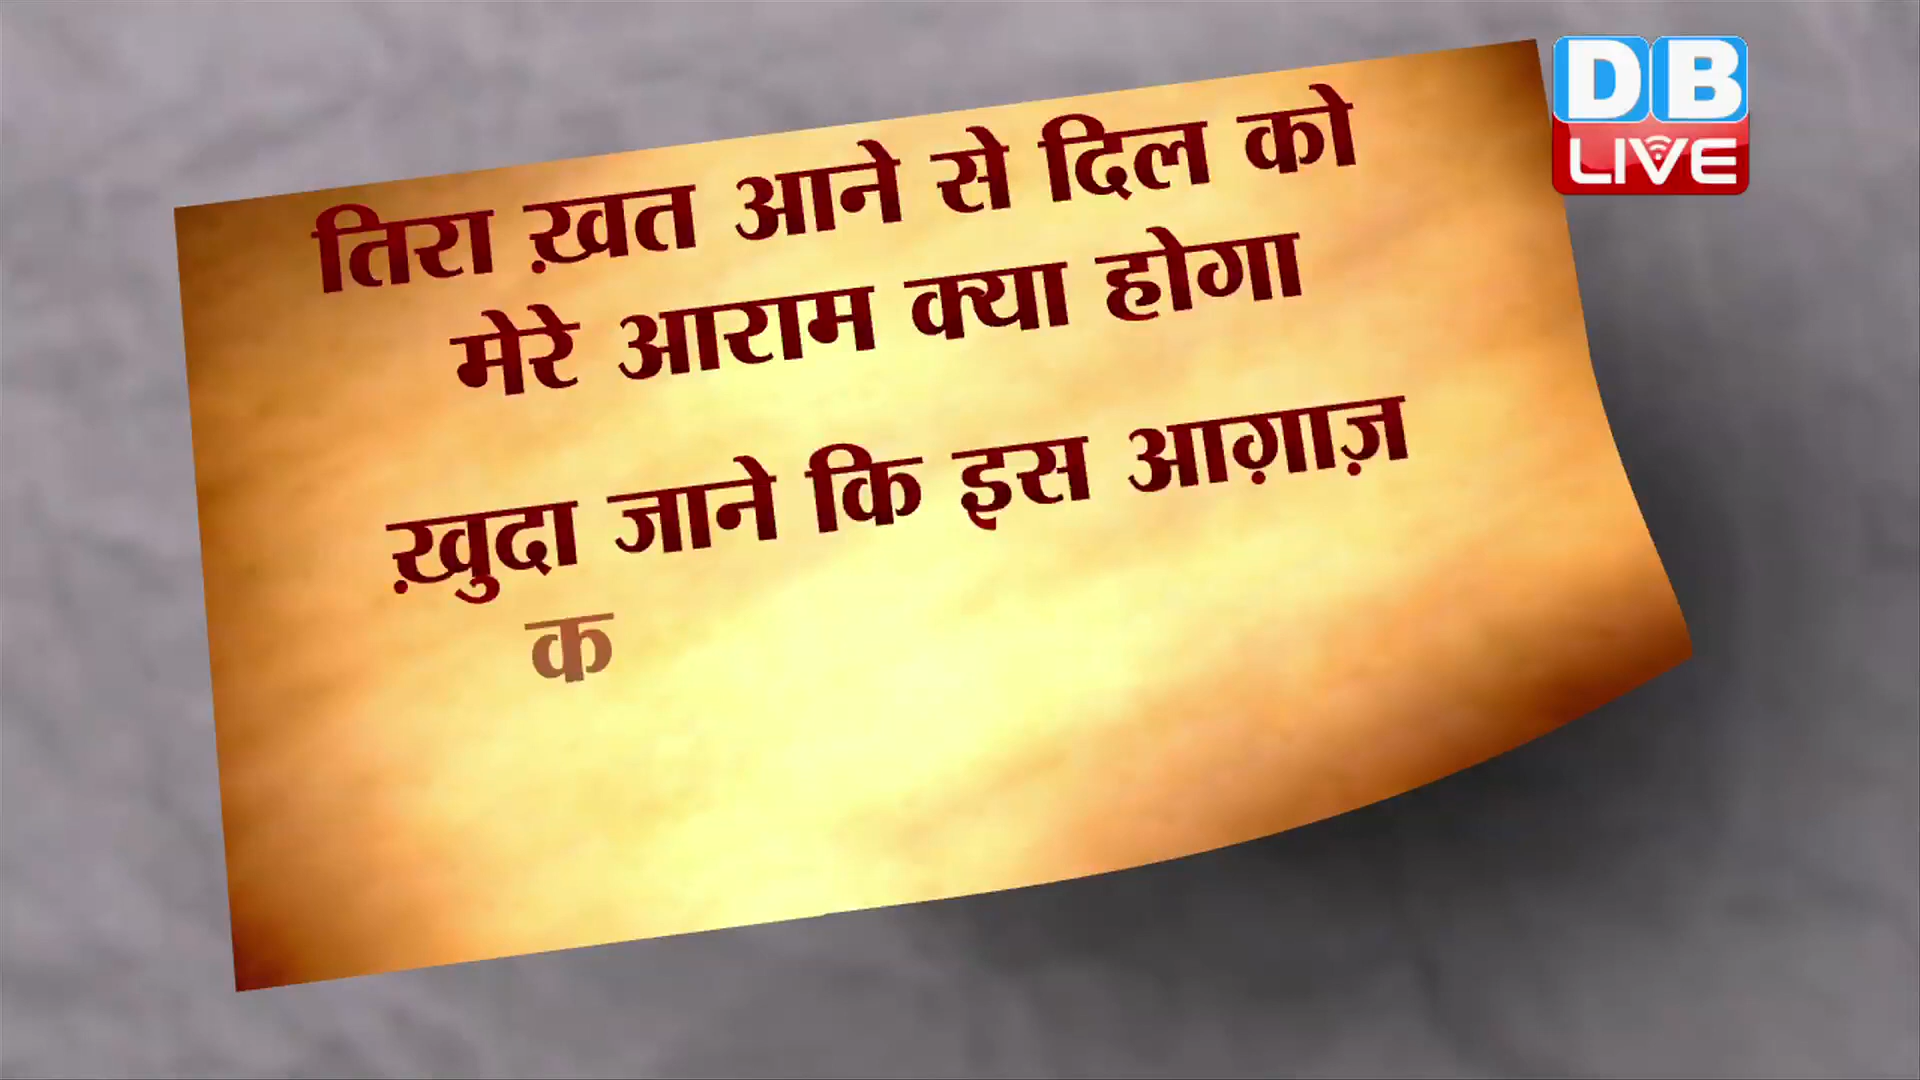 DB
LIVE
तिरा ख़त आने से दिल को
मेरे आराम क्या होगा
ख़ुदा जाने कि इस आग़ाज़
क